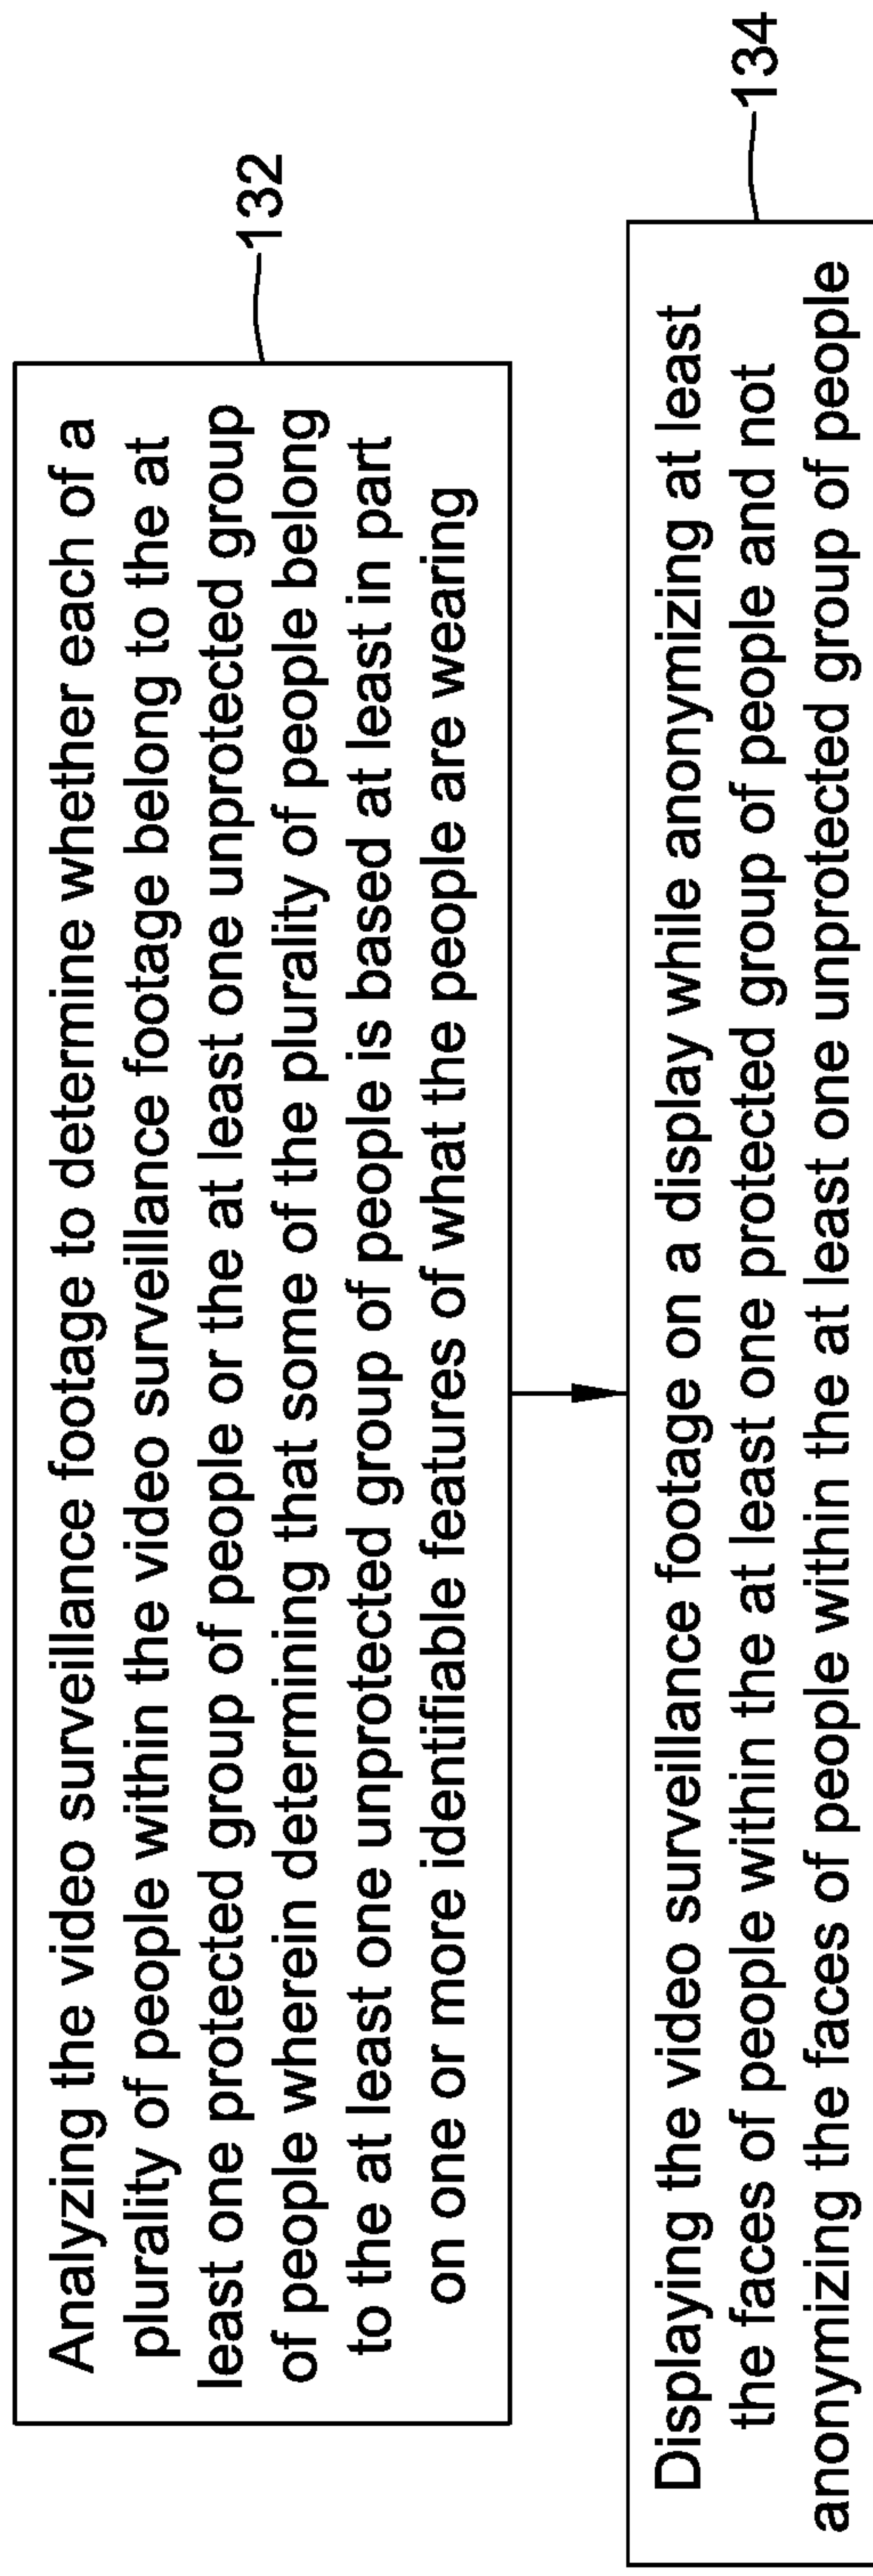 Analyzing the video surveillance footage to determine whether each of a
plurality of people within the video surveillance footage belong to the at
least one protected group of people or the at least one unprotected group
of people wherein determining that some of the plurality of people belong
to the at least one unprotected group of people is based at least in part
on one or more identifiable features of what the people are wearing
132
Displaying the video surveillance footage on a display while anonymizing at least
the faces of people within the at least one protected group of people and not
anonymizing the faces of people within the at least one unprotected group of people
134